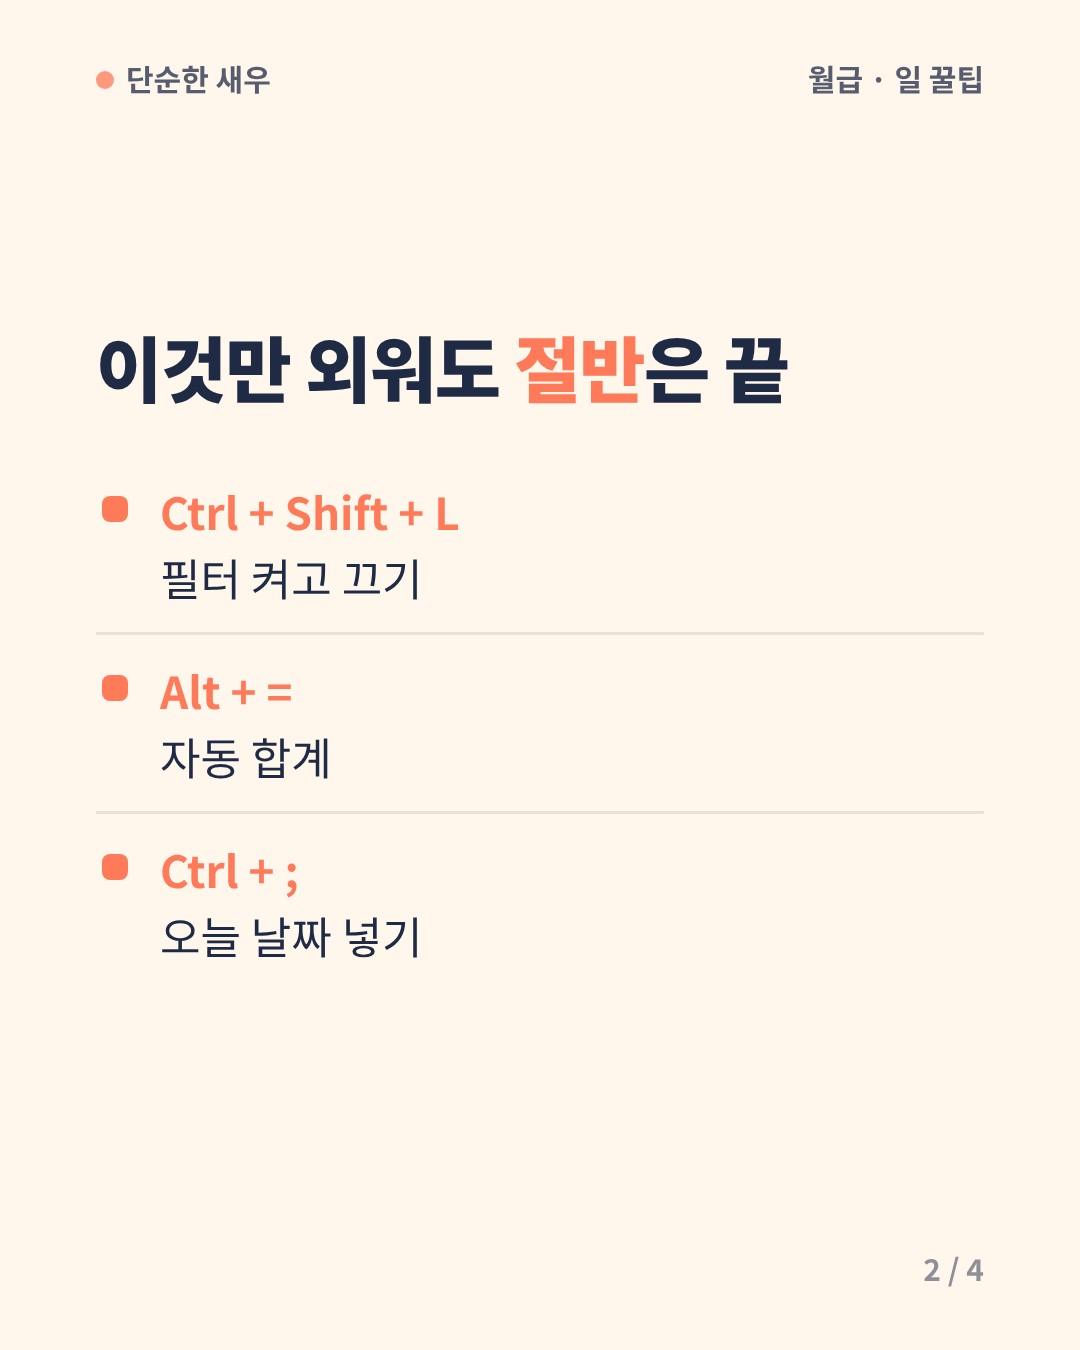 단순한 새우
월급 · 일 꿀팁
이것만 외워도 절반은 끝
Ctrl + Shift + L
필터 켜고 끄기
Alt + =
자동 합계
Ctrl + ;
오늘 날짜 넣기
2 / 4